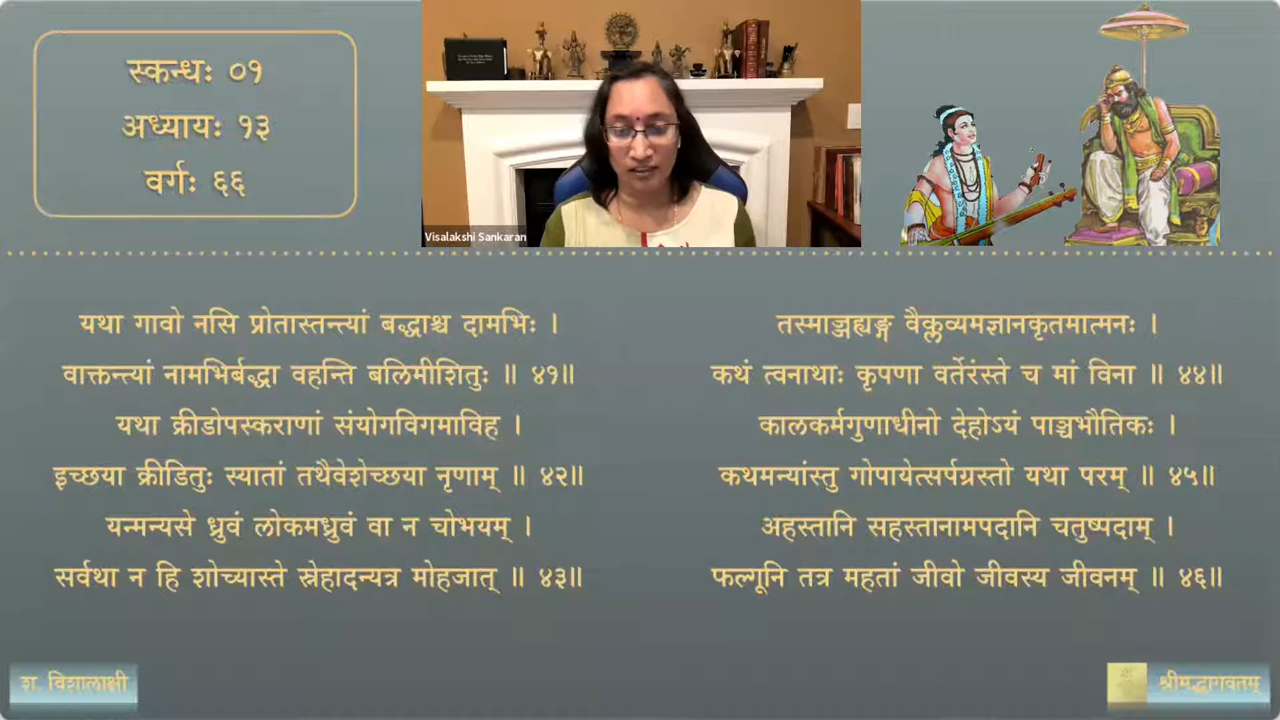 स्कन्धः ०१
अध्यायः १३
वर्गः ६६
Visalakshi Sankaran
यथा गावो नसि प्रोतास्तन्त्यां बद्धाश्च दामभिः ।
वाक्तन्त्यां नामभिर्बद्धा वहन्ति बलिमीशितुः ॥ ४१॥
यथा क्रीडोपस्कराणां संयोगविगमाविह ।
इच्छया क्रीडितुः स्यातां तथैवेशेच्छया नृणाम् ॥ ४२॥
यन्मन्यसे ध्रुवं लोकमध्रुवं वा न चोभयम् ।
सर्वथा न हि शोच्यास्ते स्नेहादन्यत्र मोहजात् ॥ ४३॥
तस्माज्जह्यङ्ग वैक्लव्यमज्ञानकृतमात्मनः ।
कथं त्वनाथाः कृपणा वर्तेरंस्ते च मां विना ॥ ४४॥
कालकर्मगुणाधीनो देहोऽयं पाञ्चभौतिकः ।
कथमन्यांस्तु गोपायेत्सर्पग्रस्तो यथा परम् ॥ ४५॥
अहस्तानि सहस्तानामपदानि चतुष्पदाम् ।
फल्गूनि तत्र महतां जीवो जीवस्य जीवनम् ॥ ४६॥
श. विशालाक्षी
श्रीमद्भागवतम्